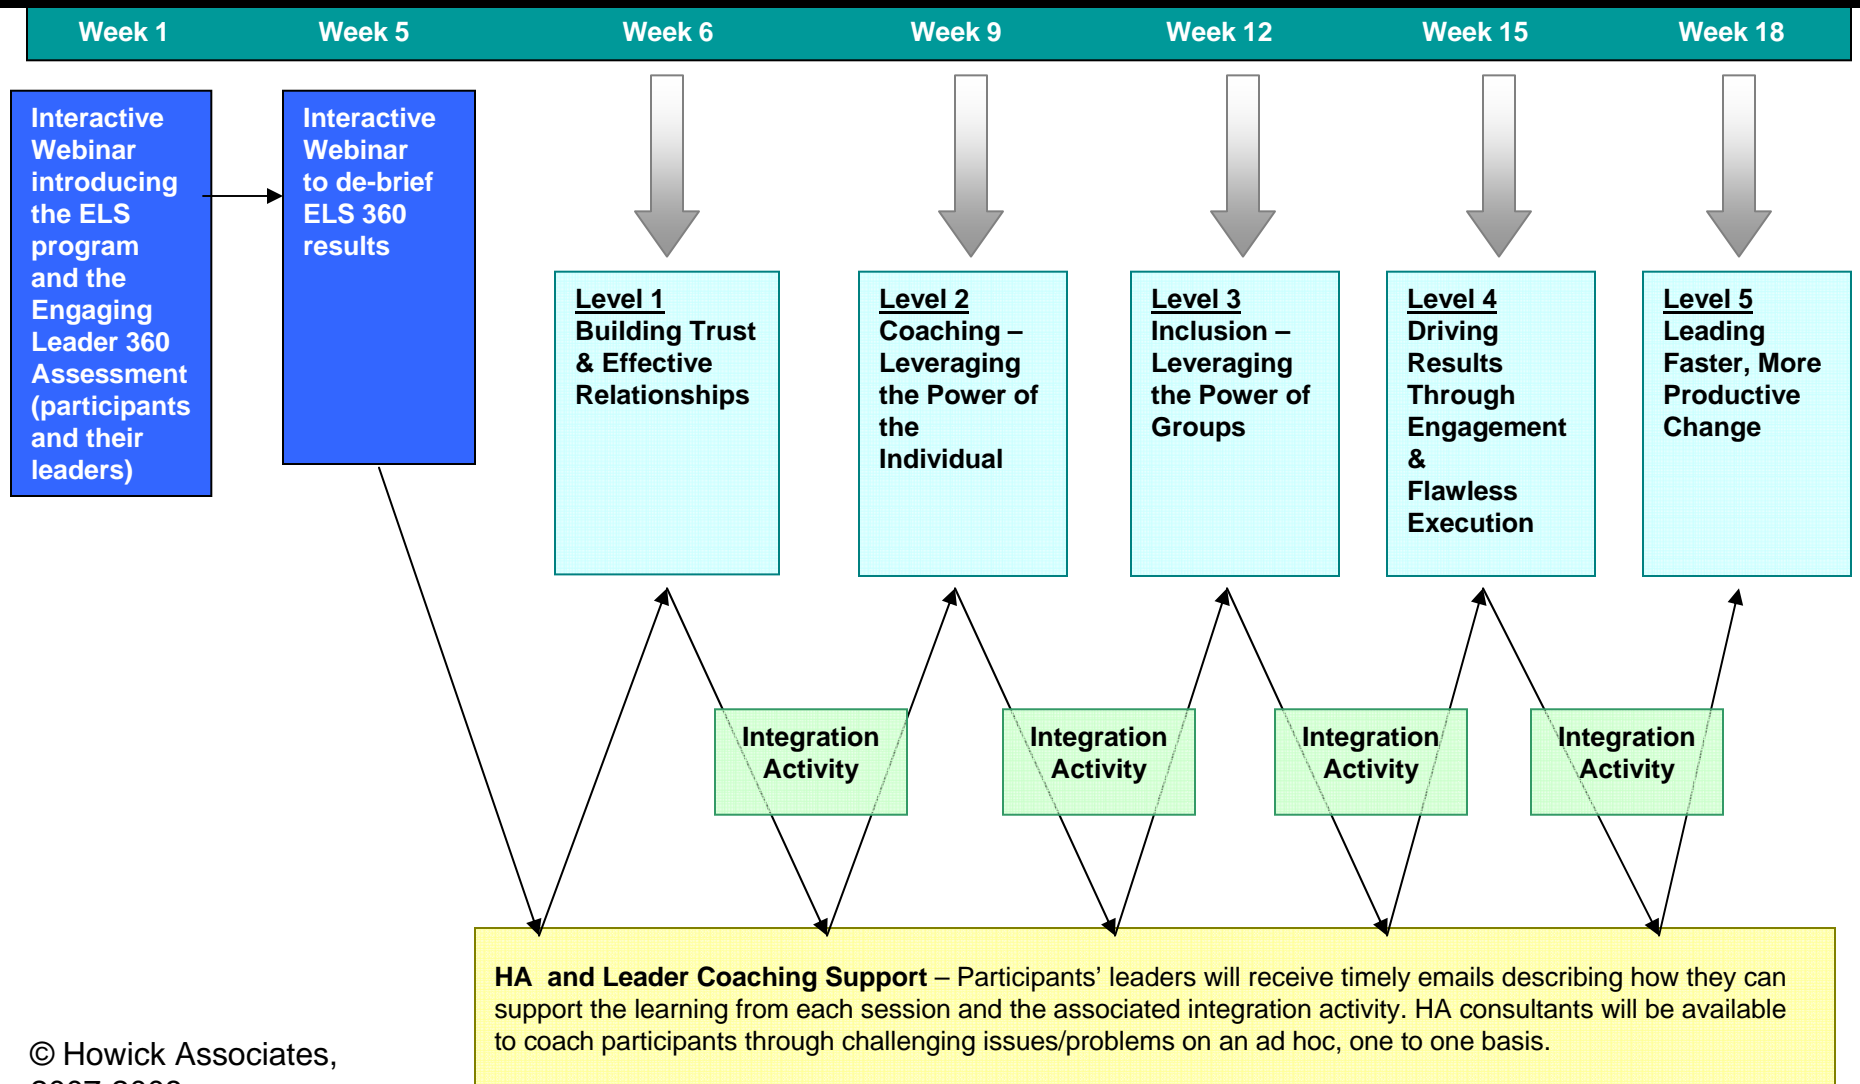 Week 1 Week 5 Week 6 Week 9 Week 12 Week 15 Week 18
Interactive
Webinar
introducing
the ELS
program
and the
Engaging
Leader 360
Assessment
(participants
and their
leaders)
Interactive
Webinar
to de-brief
ELS 360
results
Level 1
Building Trust
& Effective
Relationships
Level 2
Coaching –
Leveraging
the Power of
the
Individual
Level 3
Inclusion –
Leveraging
the Power of
Groups
Level 4
Driving
Results
Through
Engagement
&
Flawless
Execution
Level 5
Leading
Faster, More
Productive
Change
Integration
Activity
Integration
Activity
Integration
Activity
Integration
Activity
HA and Leader Coaching Support – Participants’ leaders will receive timely emails describing how they can
support the learning from each session and the associated integration activity. HA consultants will be available
to coach participants through challenging issues/problems on an ad hoc, one to one basis.
© Howick Associates,